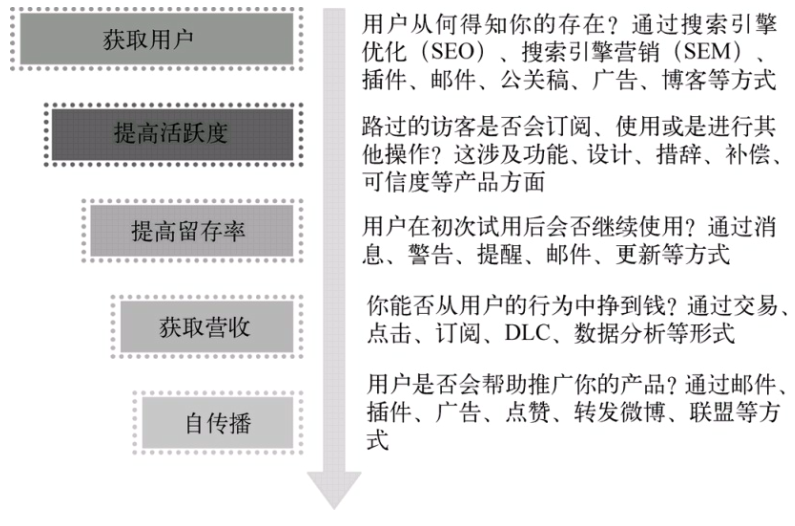 获取用户
用户从何得知你的存在？通过搜索引擎
优化（SEO）、搜索引擎营销（SEM）、
插件、邮件、公关稿、广告、博客等方式
提高活跃度
路过的访客是否会订阅、使用或是进行其
他操作？这涉及功能、设计、措辞、补偿、
可信度等产品方面
提高留存率
用户在初次试用后会否继续使用？通过消
息、警告、提醒、邮件、更新等方式
获取营收
你能否从用户的行为中挣到钱？通过交易、
点击、订阅、DLC、数据分析等形式
自传播
用户是否会帮助推广你的产品？通过邮件、
插件、广告、点赞、转发微博、联盟等方
式